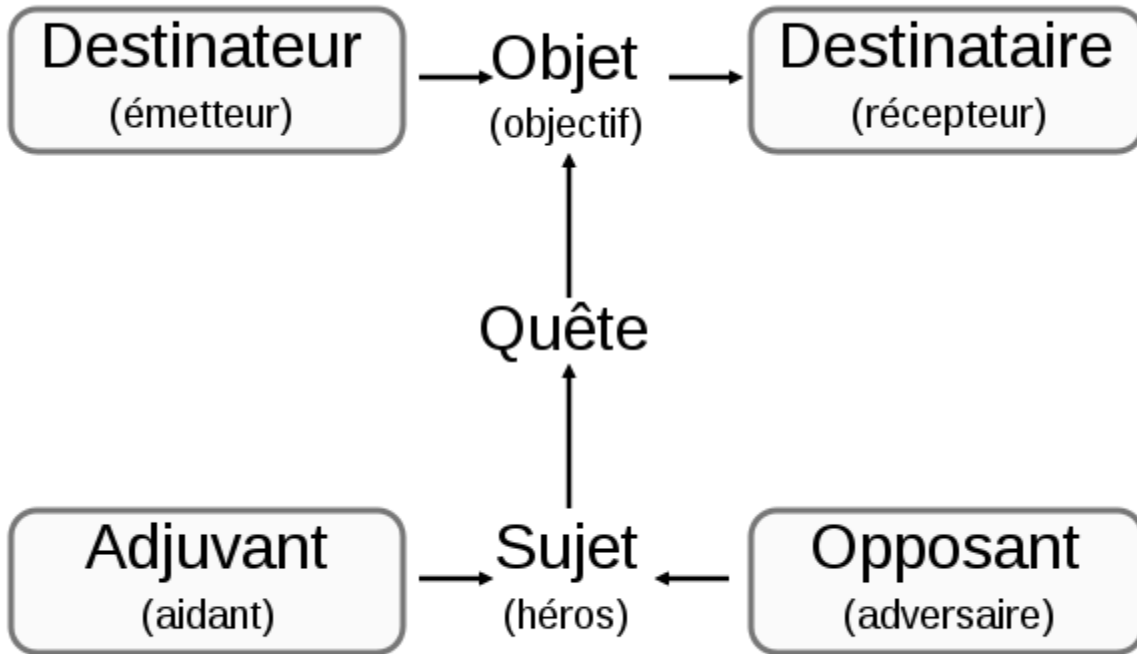 Destinateur
(émetteur)
Objet
(objectif)
Destinataire
(récepteur)
Quête
Adjuvant
(aidant)
Sujet
(héros)
Opposant
(adversaire)